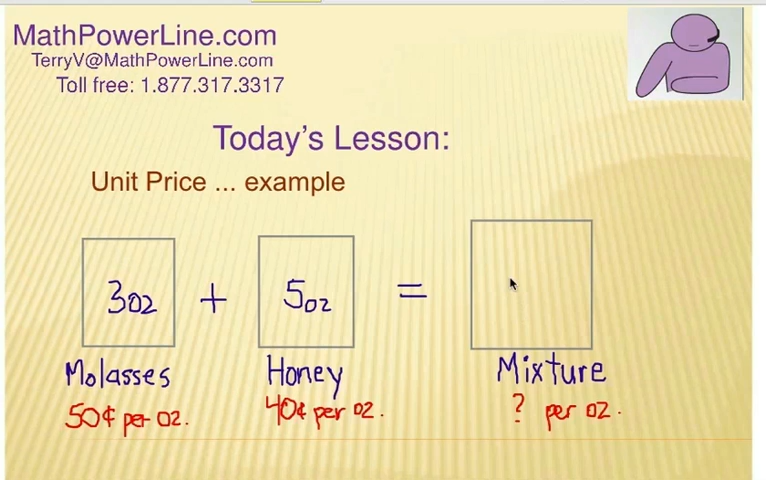 MathPowerLine.com
TerryV@MathPowerLine.com
Toll free: 1.877.317.3317
Today's Lesson:
Unit Price ... example
3oz + 5oz =
Molasses Honey Mixture
50¢ per oz. 40¢ per oz. ? per oz.